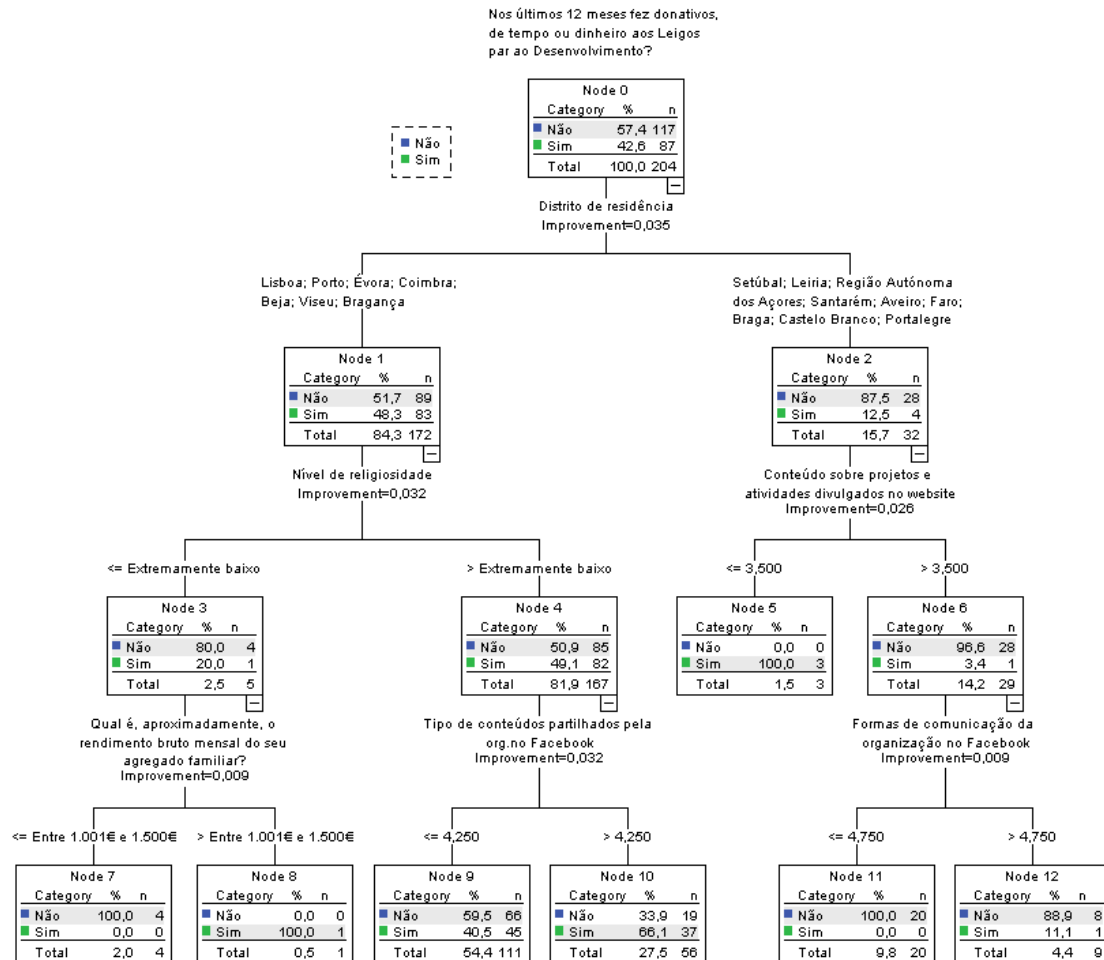 Nos últimos 12 meses fez donativos,
de tempo ou dinheiro aos Leigos
par ao Desenvolvimento?
Node 0
Category % n
Não 57,4 117
Sim 42,6 87
Total 100,0 204
Não
Sim
Distrito de residência
Improvement=0,035
Lisboa; Porto; Évora; Coimbra;
Beja; Viseu; Bragança
Setúbal; Leiria; Região Autónoma
dos Açores; Santarém; Aveiro; Faro;
Braga; Castelo Branco; Portalegre
Node 1
Category % n
Não 51,7 89
Sim 48,3 83
Total 84,3 172
Node 2
Category % n
Não 87,5 28
Sim 12,5 4
Total 15,7 32
Nível de religiosidade
Improvement=0,032
Conteúdo sobre projetos e
atividades divulgados no website
Improvement=0,026
<= Extremamente baixo
> Extremamente baixo
<= 3,500
> 3,500
Node 3
Category % n
Não 80,0 4
Sim 20,0 1
Total 2,5 5
Node 4
Category % n
Não 50,9 85
Sim 49,1 82
Total 81,9 167
Node 5
Category % n
Não 0,0 0
Sim 100,0 3
Total 1,5 3
Node 6
Category % n
Não 96,6 28
Sim 3,4 1
Total 14,2 29
Qual é, aproximadamente, o
rendimento bruto mensal do seu
agregado familiar?
Improvement=0,009
Tipo de conteúdos partilhados pela
org.no Facebook
Improvement=0,032
Formas de comunicação da
organização no Facebook
Improvement=0,009
<= Entre 1.001€ e 1.500€
> Entre 1.001€ e 1.500€
<= 4,250
> 4,250
<= 4,750
> 4,750
Node 7
Category % n
Não 100,0 4
Sim 0,0 0
Total 2,0 4
Node 8
Category % n
Não 0,0 0
Sim 100,0 1
Total 0,5 1
Node 9
Category % n
Não 59,5 66
Sim 40,5 45
Total 54,4 111
Node 10
Category % n
Não 33,9 19
Sim 66,1 37
Total 27,5 56
Node 11
Category % n
Não 100,0 20
Sim 0,0 0
Total 9,8 20
Node 12
Category % n
Não 88,9 8
Sim 11,1 1
Total 4,4 9